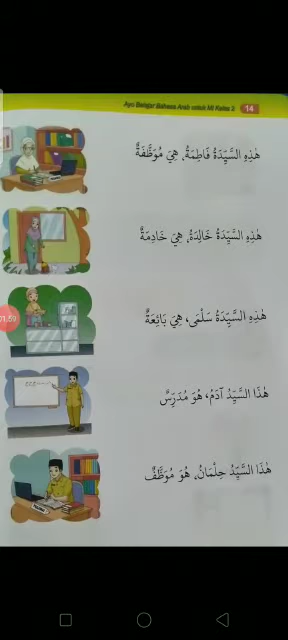 Ayo Belajar Bahasa Arab untuk MI Kelas 3 14
هٰذِهِ السَّيِّدَةُ فَاطِمَةُ، هِيَ مُوَظَّفَةٌ
هٰذِهِ السَّيِّدَةُ خَالِدَةُ، هِيَ خَادِمَةٌ
هٰذِهِ السَّيِّدَةُ سَلْمَى، هِيَ بَائِعَةٌ
هٰذَا السَّيِّدُ آدَمُ، هُوَ مُدَرِّسٌ
هٰذَا السَّيِّدُ حِلْمَانُ، هُوَ مُوَظَّفٌ